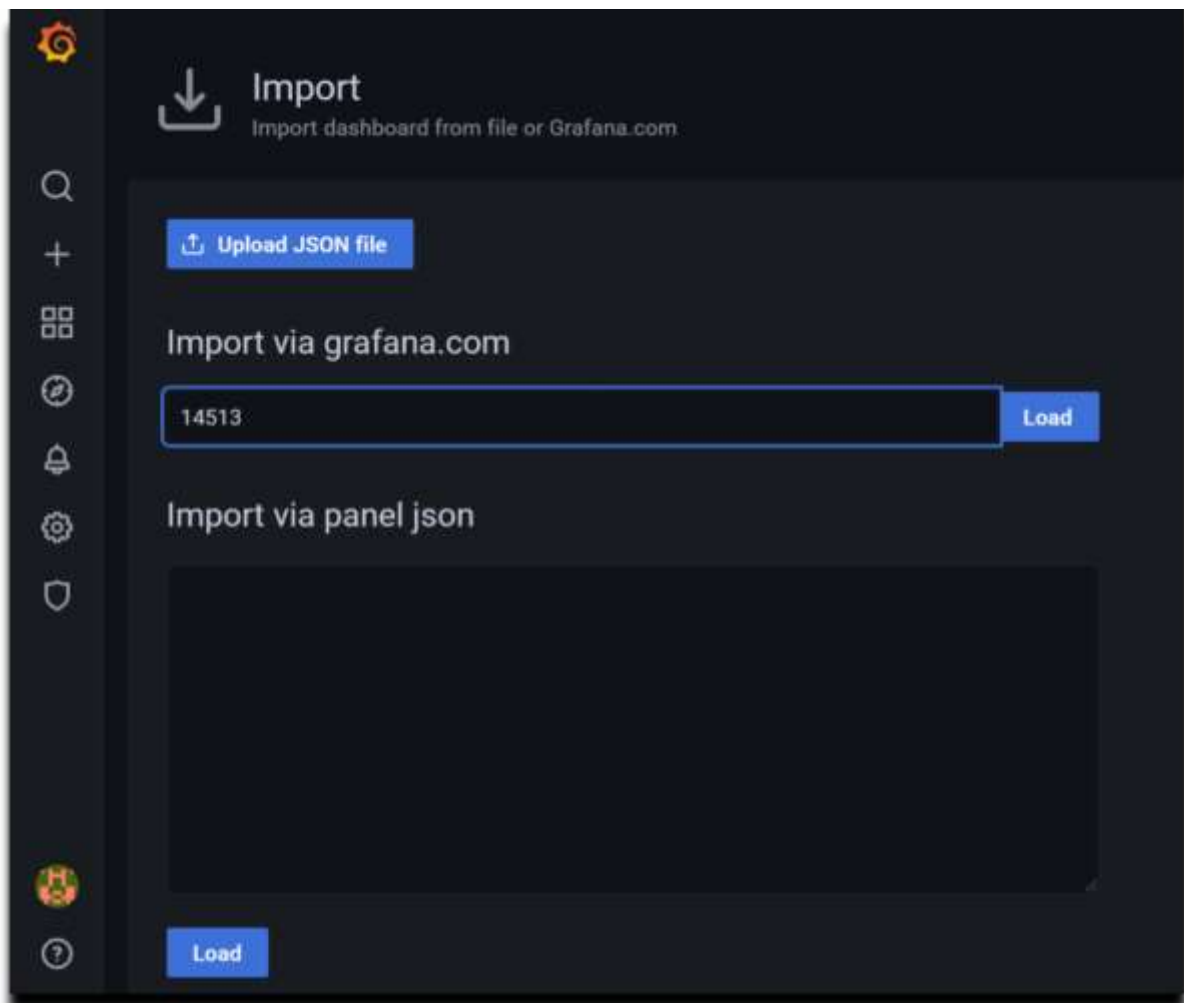 Import
Import dashboard from file or Grafana.com
Upload JSON file
Import via grafana.com
14513
Load
Import via panel json
Load